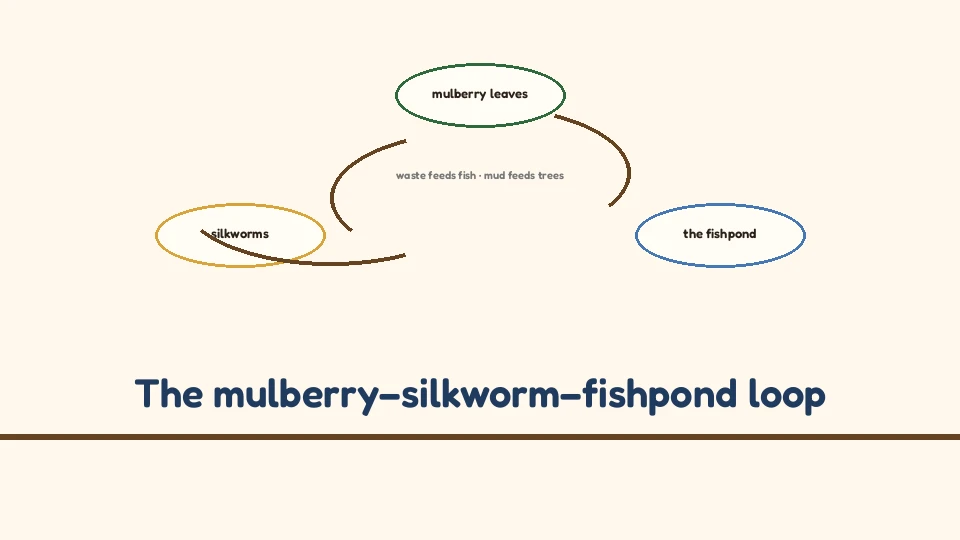 mulberry leaves
waste feeds fish · mud feeds trees
silkworms
the fishpond
The mulberry–silkworm–fishpond loop